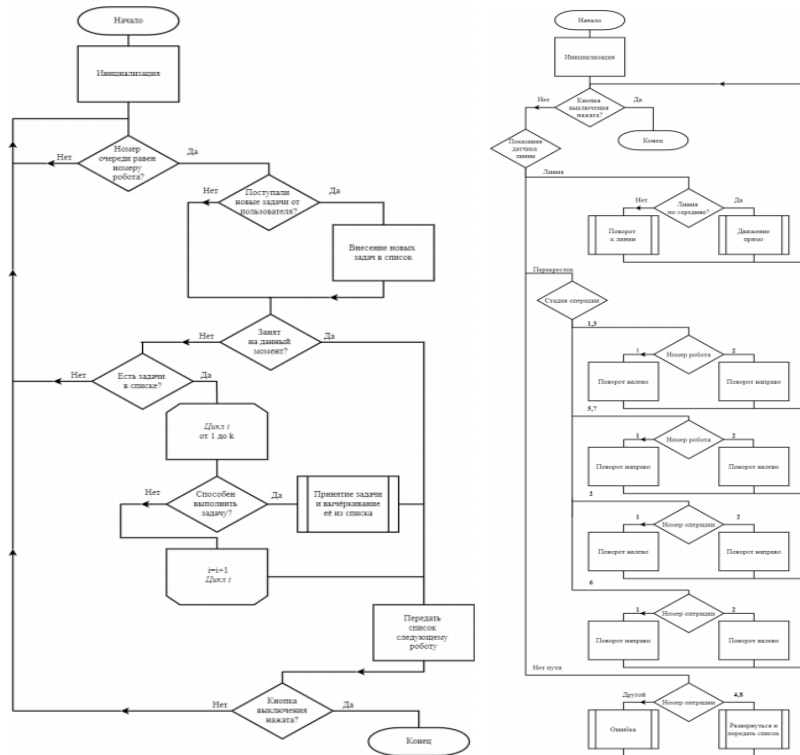 Начало
Инициализация
Номер
очереди равен
номеру
робота?
Нет
Да
Поступали
новые задачи от
пользователя?
Нет
Да
Внесение новых
задач в список
Занят
на данный
момент?
Нет
Да
Есть задачи
в списке?
Нет
Да
Цикл i
от 1 до k
Способен
выполнить
задачу?
Нет
Да
Принятие задачи
и вычёркивание
её из списка
i=i+1
Цикл i
Передать
список
следующему
роботу
Кнопка
выключения
нажата?
Нет
Да
Конец
Начало
Инициализация
Кнопка
выключения
нажата?
Нет
Да
Конец
Показания
датчика
линии
Линия
Линия
по середине?
Нет
Да
Поворот
к линии
Движение
прямо
Перекресток
Стадия операции
1,3
Номер робота
1
2
Поворот налево
Поворот направо
5,7
Номер робота
1
2
Поворот направо
Поворот налево
2
Номер операции
1
2
Поворот налево
Поворот направо
6
Номер операции
1
2
Поворот направо
Поворот налево
Нет пути
Номер операции
Другой
4,8
Ошибка
Развернуться и
передать список